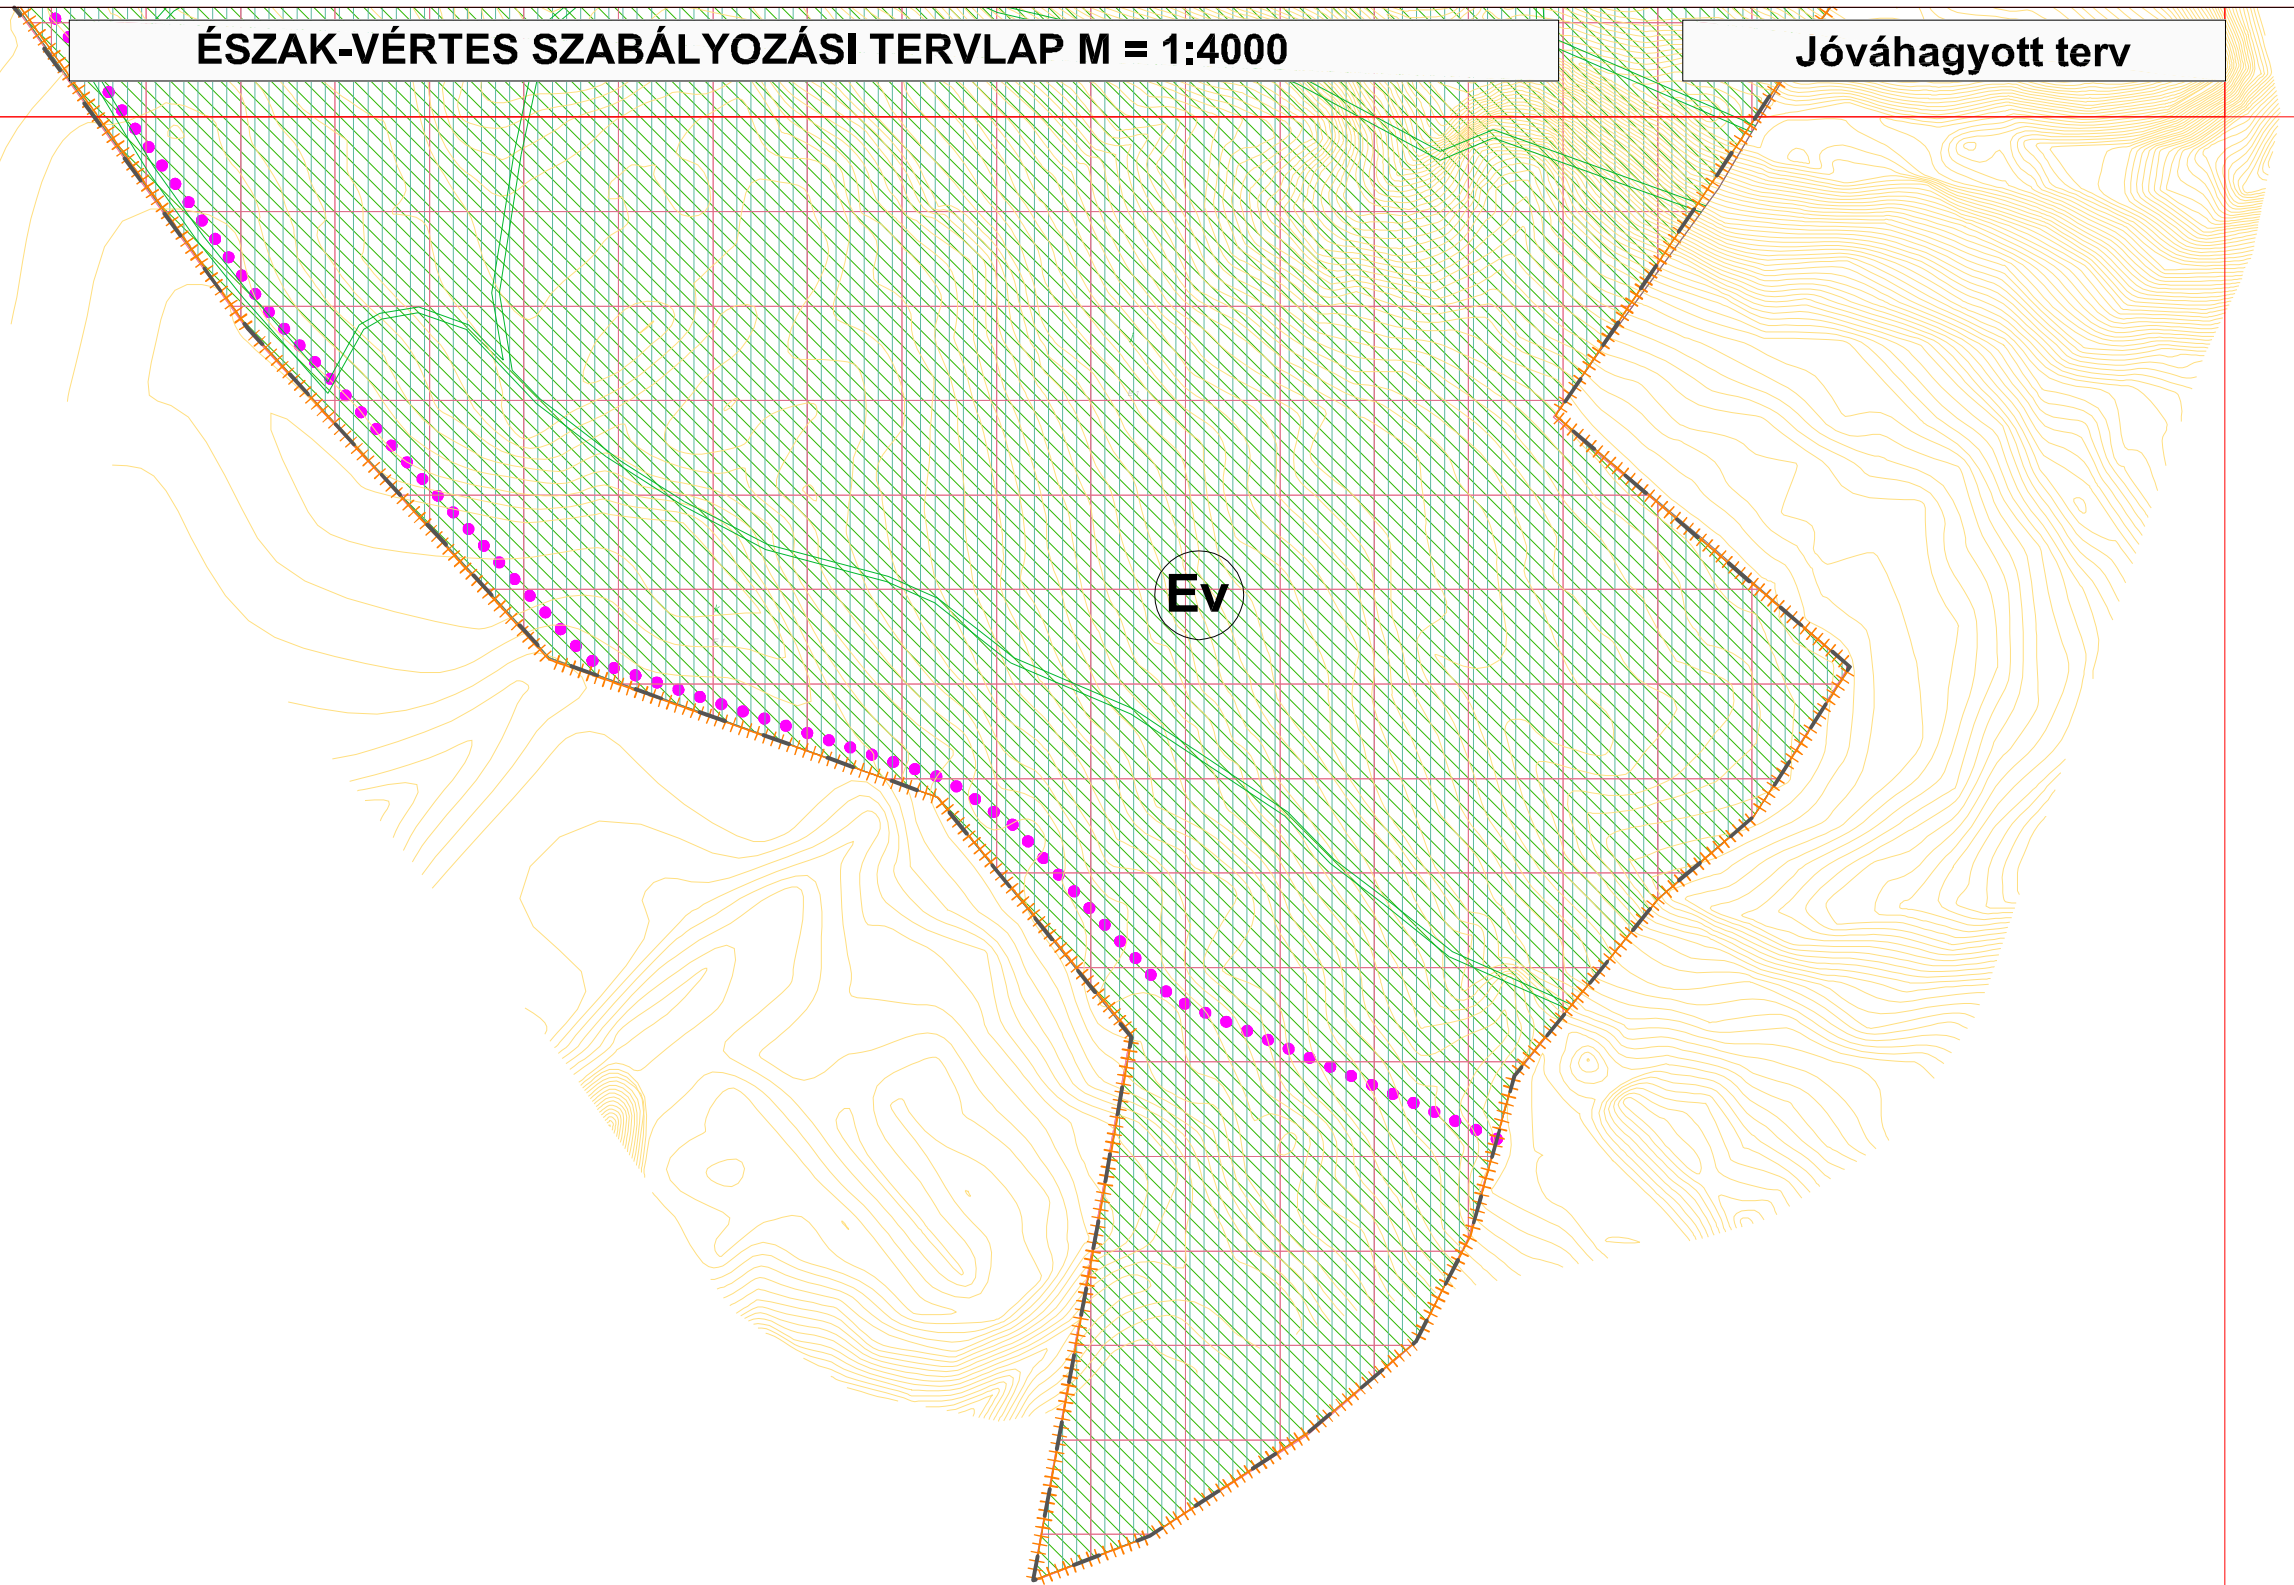 ÉSZAK-VÉRTES SZABÁLYOZÁSI TERVLAP M = 1:4000
Jóváhagyott terv
Ev